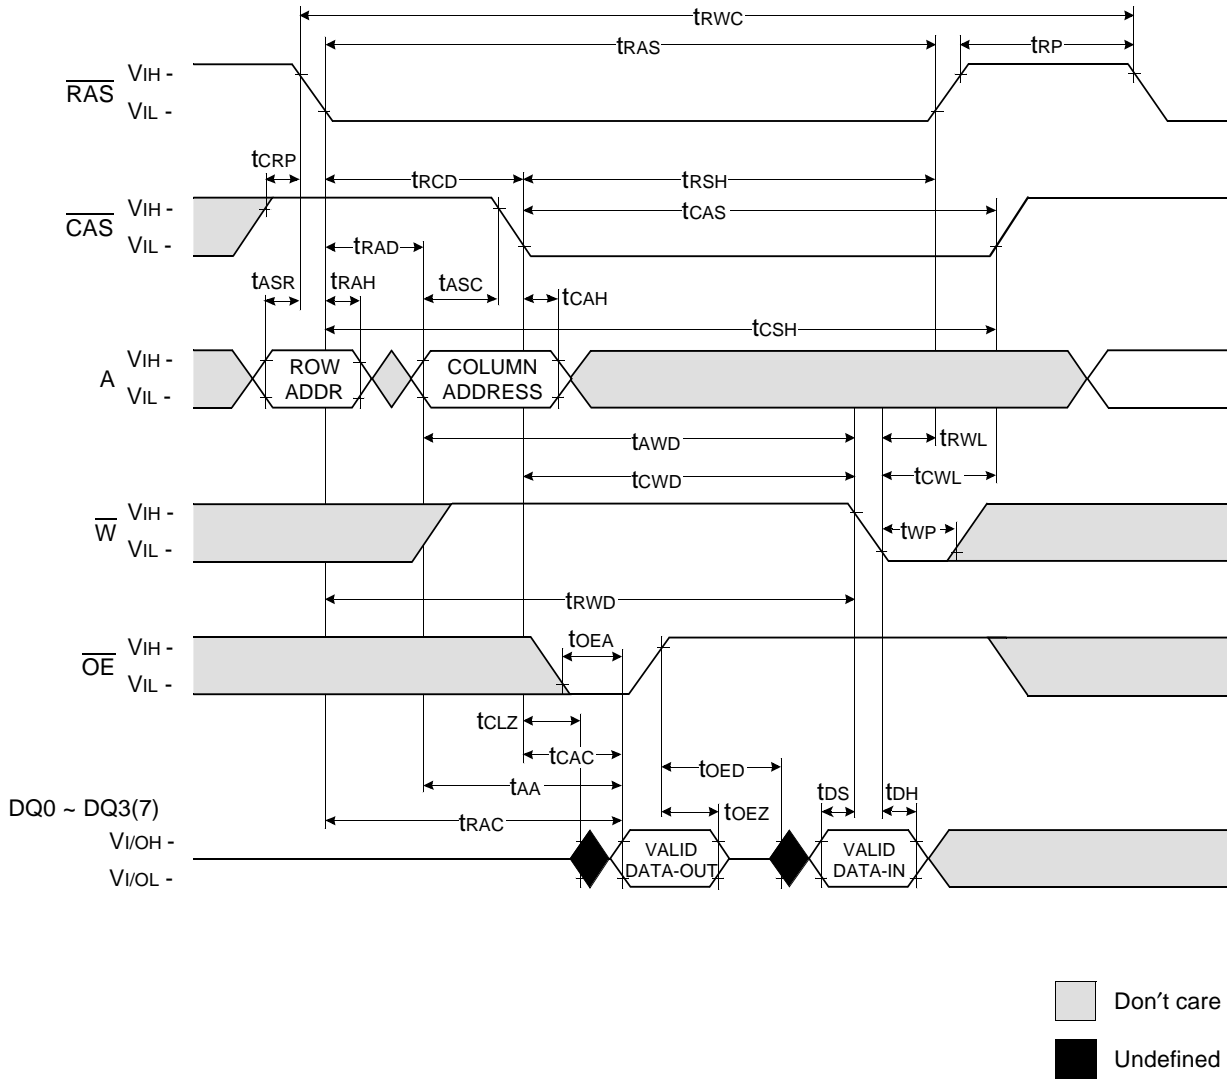 tRWC
tRAS
tRP
RAS
VIH -
VIL -
tCRP
tRCD
tRSH
CAS
VIH -
VIL -
tCAS
tRAD
tASR
tRAH
tASC
tCAH
tCSH
A
VIH -
VIL -
ROW
ADDR
COLUMN
ADDRESS
tAWD
tRWL
tCWD
tCWL
W
VIH -
VIL -
tWP
tRWD
OE
VIH -
VIL -
tOEA
tCLZ
tCAC
tOED
tAA
tDS
tDH
DQ0 ~ DQ3(7)
tRAC
tOEZ
VI/OH -
VI/OL -
VALID
DATA-OUT
VALID
DATA-IN
Don′t care
Undefined